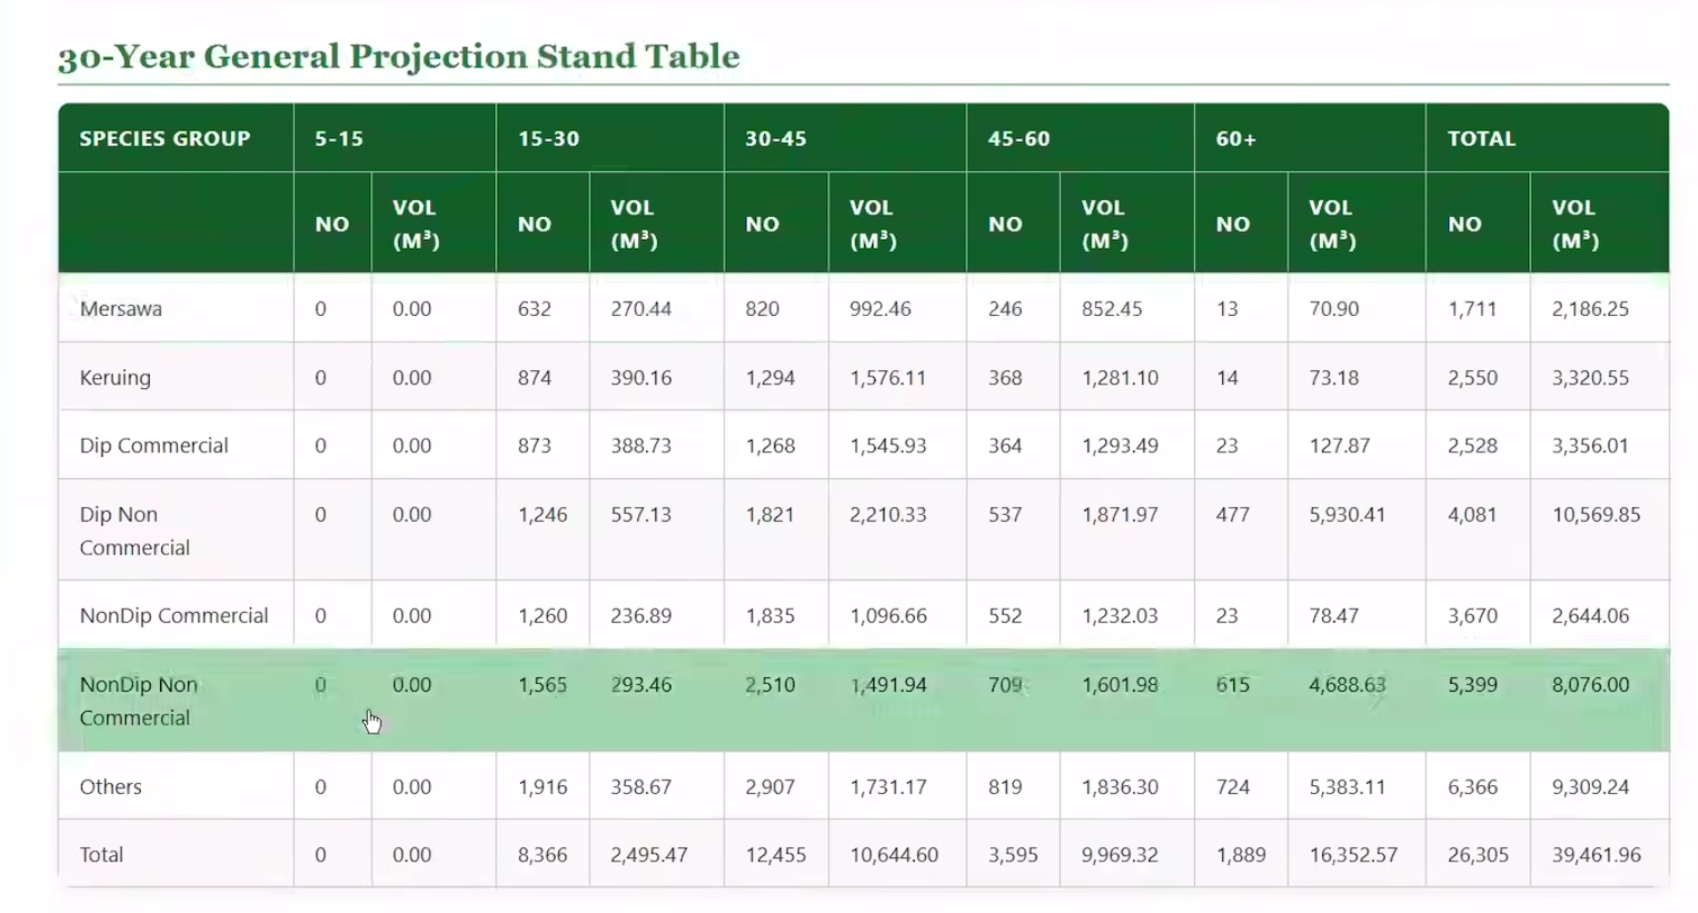 30-Year General Projection Stand Table
SPECIES GROUP 5-15 15-30 30-45 45-60 60+ TOTAL
NO VOL (M³) NO VOL (M³) NO VOL (M³) NO VOL (M³) NO VOL (M³) NO VOL (M³)
Mersawa 0 0.00 632 270.44 820 992.46 246 852.45 13 70.90 1,711 2,186.25
Keruing 0 0.00 874 390.16 1,294 1,576.11 368 1,281.10 14 73.18 2,550 3,320.55
Dip Commercial 0 0.00 873 388.73 1,268 1,545.93 364 1,293.49 23 127.87 2,528 3,356.01
Dip Non Commercial 0 0.00 1,246 557.13 1,821 2,210.33 537 1,871.97 477 5,930.41 4,081 10,569.85
NonDip Commercial 0 0.00 1,260 236.89 1,835 1,096.66 552 1,232.03 23 78.47 3,670 2,644.06
NonDip Non Commercial 0 0.00 1,565 293.46 2,510 1,491.94 709 1,601.98 615 4,688.63 5,399 8,076.00
Others 0 0.00 1,916 358.67 2,907 1,731.17 819 1,836.30 724 5,383.11 6,366 9,309.24
Total 0 0.00 8,366 2,495.47 12,455 10,644.60 3,595 9,969.32 1,889 16,352.57 26,305 39,461.96